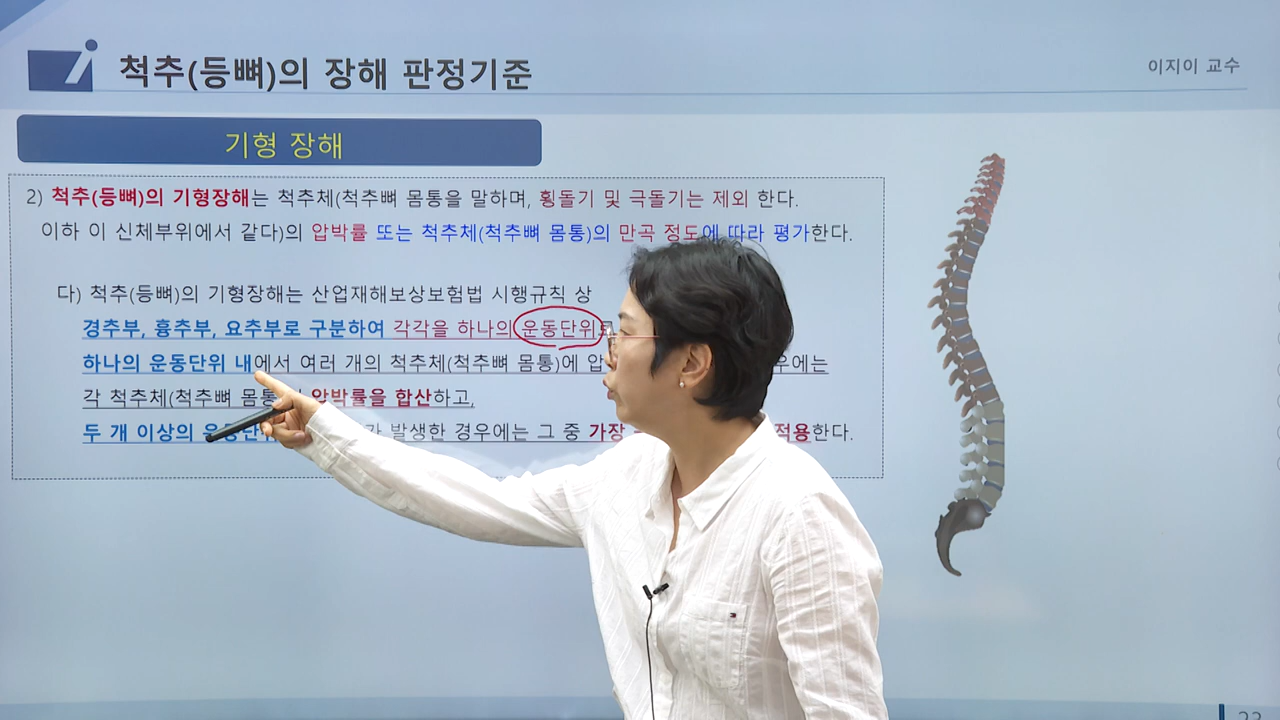 척추(등뼈)의 장해 판정기준
이지이 교수
기형 장해
2) 척추(등뼈)의 기형장해는 척추체(척추뼈 몸통을 말하며, 횡돌기 및 극돌기는 제외 한다.
이하 이 신체부위에서 같다)의 압박률 또는 척추체(척추뼈 몸통)의 만곡 정도에 따라 평가한다.
다) 척추(등뼈)의 기형장해는 산업재해보상보험법 시행규칙 상
경추부, 흉추부, 요추부로 구분하여 각각을 하나의 운동단위로
하나의 운동단위 내에서 여러 개의 척추체(척추뼈 몸통)에 압 우에는
각 척추체(척추뼈 몸통 압박률을 합산하고,
두 개 이상의 운동단위 가 발생한 경우에는 그 중 가장 적용한다.